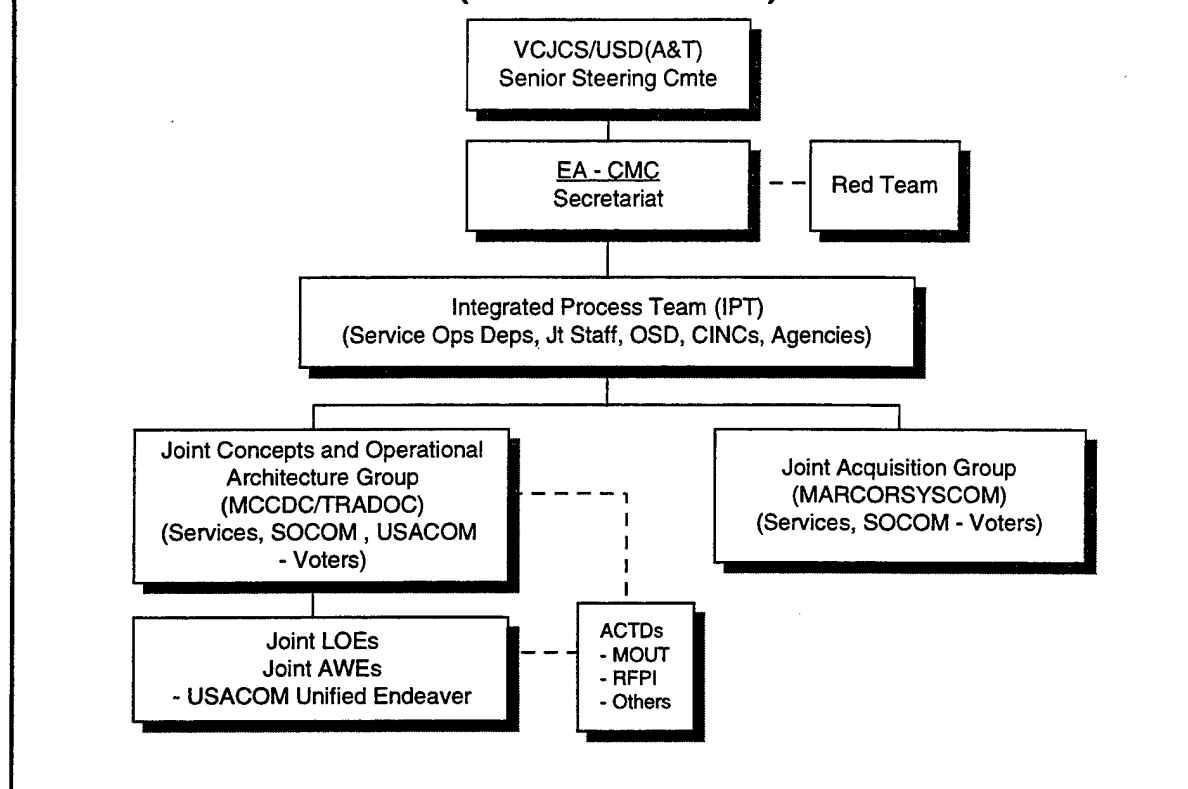 VCJCS/USD(A&T)
Senior Steering Cmte
EA - CMC
Secretariat
Red Team
Integrated Process Team (IPT)
(Service Ops Deps, Jt Staff, OSD, CINCs, Agencies)
Joint Concepts and Operational
Architecture Group
(MCCDC/TRADOC)
(Services, SOCOM , USACOM
- Voters)
Joint Acquisition Group
(MARCORSYSCOM)
(Services, SOCOM - Voters)
Joint LOEs
Joint AWEs
- USACOM Unified Endeaver
ACTDs
- MOUT
- RFPI
- Others